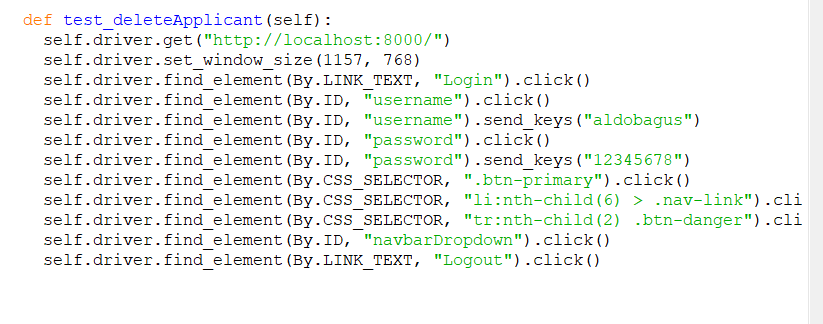 def test_deleteApplicant(self):
self.driver.get("http://localhost:8000/")
self.driver.set_window_size(1157, 768)
self.driver.find_element(By.LINK_TEXT, "Login").click()
self.driver.find_element(By.ID, "username").click()
self.driver.find_element(By.ID, "username").send_keys("aldobagus")
self.driver.find_element(By.ID, "password").click()
self.driver.find_element(By.ID, "password").send_keys("12345678")
self.driver.find_element(By.CSS_SELECTOR, ".btn-primary").click()
self.driver.find_element(By.CSS_SELECTOR, "li:nth-child(6) > .nav-link").cli
self.driver.find_element(By.CSS_SELECTOR, "tr:nth-child(2) .btn-danger").cli
self.driver.find_element(By.ID, "navbarDropdown").click()
self.driver.find_element(By.LINK_TEXT, "Logout").click()